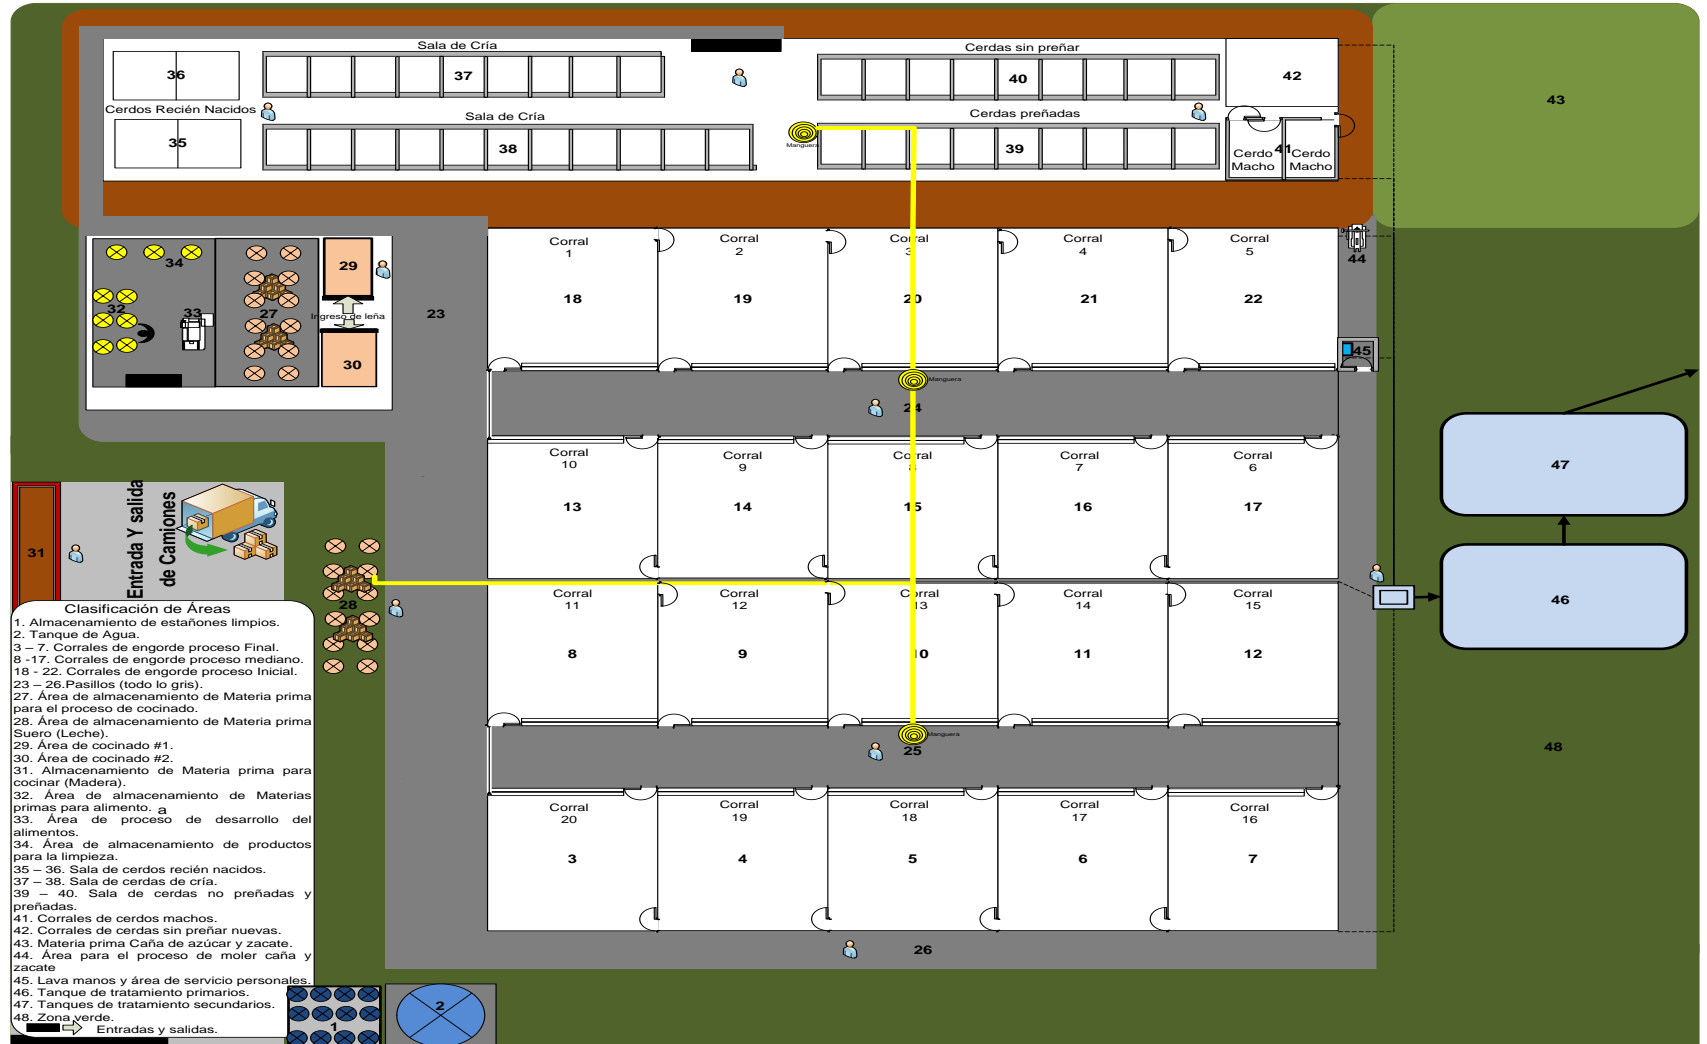 Sala de Cría
Cerdas sin preñar
36
37
40
42
43
Cerdos Recién Nacidos
Sala de Cría
Cerdas preñadas
Manguera
35
38
39
41
Cerdo
Macho
Cerdo
Macho
Corral
1
Corral
2
Corral
3
Corral
4
Corral
5
18
19
20
21
22
44
45
34
29
32
33
27
Ingreso de leña
30
23
Manguera
24
Corral
10
Corral
9
Corral
8
Corral
7
Corral
6
13
14
15
16
17
47
46
48
Entrada Y salida
de Camiones
31
28
Corral
11
Corral
12
Corral
13
Corral
14
Corral
15
8
9
10
11
12
Manguera
25
Corral
20
Corral
19
Corral
18
Corral
17
Corral
16
3
4
5
6
7
26
Clasificación de Áreas
1. Almacenamiento de estañones limpios.
2. Tanque de Agua.
3 – 7. Corrales de engorde proceso Final.
8 -17. Corrales de engorde proceso mediano.
18 - 22. Corrales de engorde proceso Inicial.
23 – 26.Pasillos (todo lo gris).
27. Área de almacenamiento de Materia prima
para el proceso de cocinado.
28. Área de almacenamiento de Materia prima
Suero (Leche).
29. Área de cocinado #1.
30. Área de cocinado #2.
31. Almacenamiento de Materia prima para
cocinar (Madera).
32. Área de almacenamiento de Materias
primas para alimento. a
33. Área de proceso de desarrollo del
alimentos.
34. Área de almacenamiento de productos
para la limpieza.
35 – 36. Sala de cerdos recién nacidos.
37 – 38. Sala de cerdas de cría.
39 – 40. Sala de cerdas no preñadas y
preñadas.
41. Corrales de cerdos machos.
42. Corrales de cerdas sin preñar nuevas.
43. Materia prima Caña de azúcar y zacate.
44. Área para el proceso de moler caña y
zacate
45. Lava manos y área de servicio personales.
46. Tanque de tratamiento primarios.
47. Tanques de tratamiento secundarios.
48. Zona verde.
Entradas y salidas.
1
2